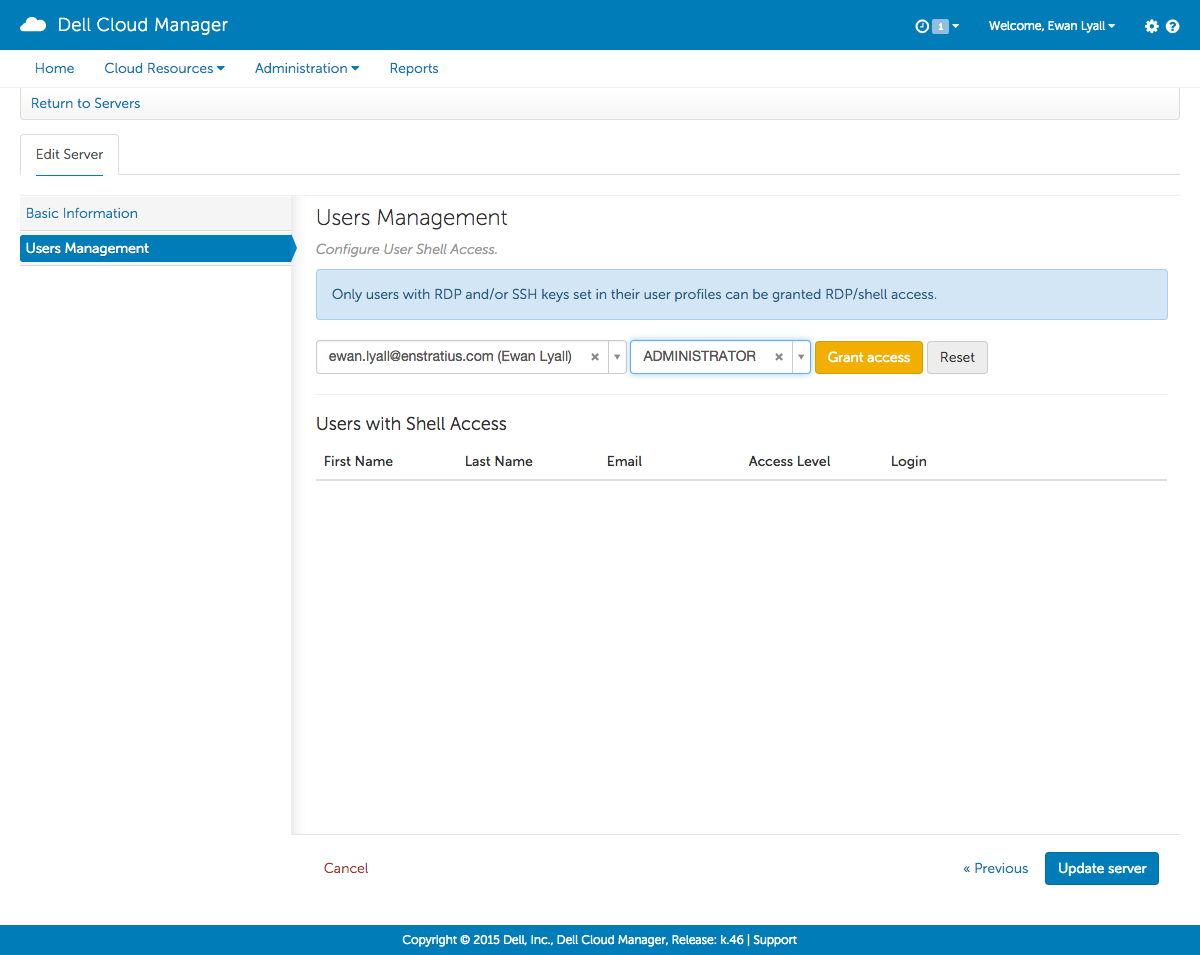 Dell Cloud Manager
1
Welcome, Ewan Lyall
Home Cloud Resources Administration Reports
Return to Servers
Edit Server
Basic Information
Users Management
Users Management
Configure User Shell Access.
Only users with RDP and/or SSH keys set in their user profiles can be granted RDP/shell access.
ewan.lyall@enstratius.com (Ewan Lyall) × ADMINISTRATOR × Grant access Reset
Users with Shell Access
First Name Last Name Email Access Level Login
Cancel « Previous Update server
Copyright © 2015 Dell, Inc., Dell Cloud Manager, Release: k.46 | Support